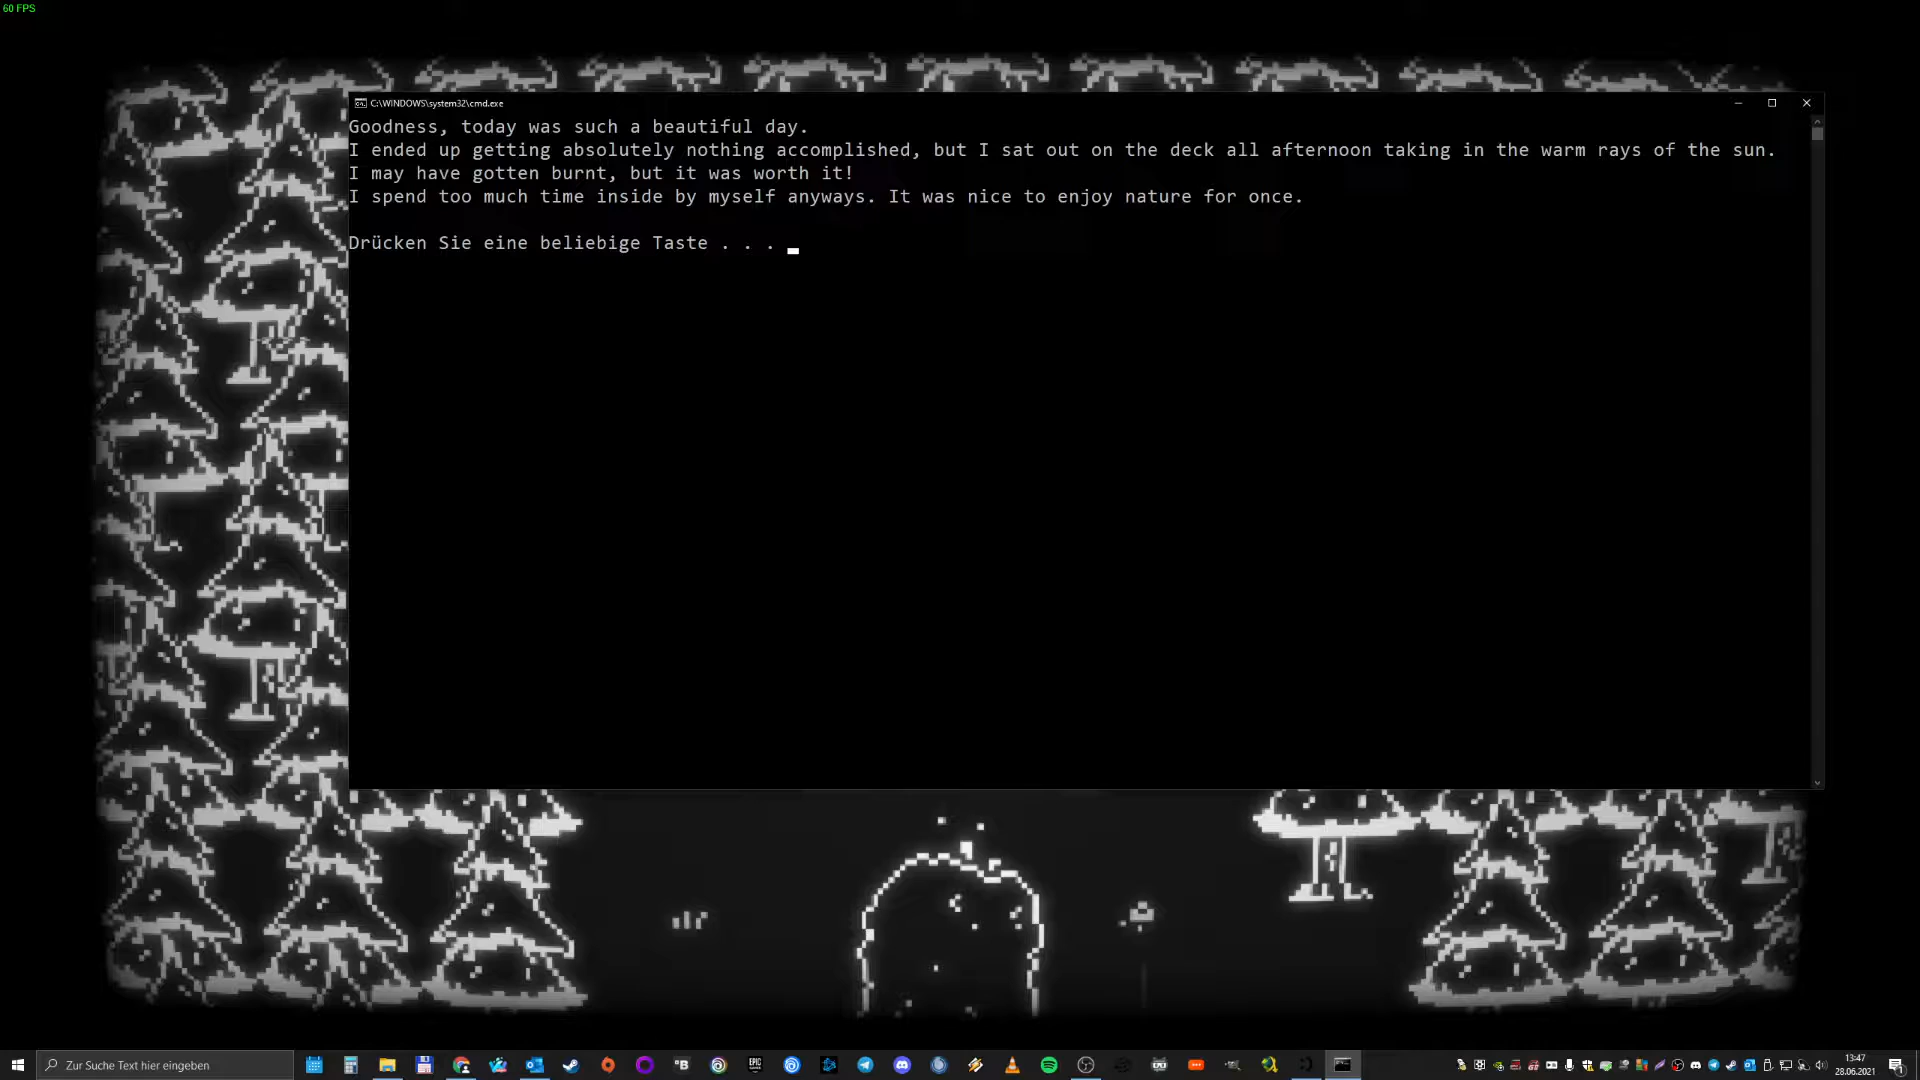 60 FPS
C:\WINDOWS\system32\cmd.exe
Goodness, today was such a beautiful day.
I ended up getting absolutely nothing accomplished, but I sat out on the deck all afternoon taking in the warm rays of the sun.
I may have gotten burnt, but it was worth it!
I spend too much time inside by myself anyways. It was nice to enjoy nature for once.
Drücken Sie eine beliebige Taste . . .
Zur Suche Text hier eingeben
13:47
28.06.2021